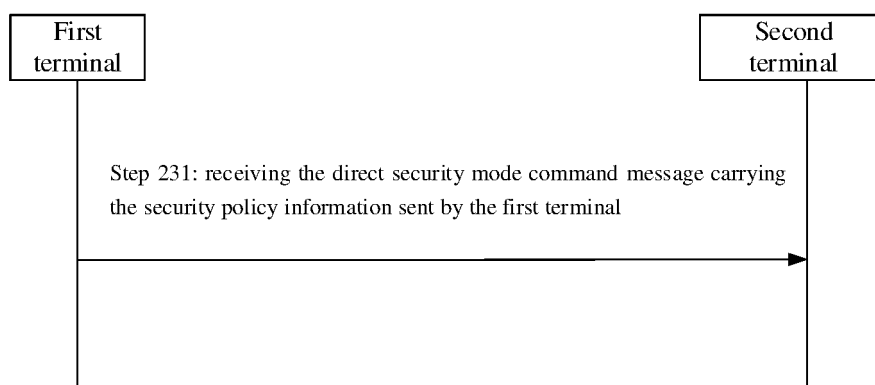 First
terminal
Second
terminal
Step 231: receiving the direct security mode command message carrying
the security policy information sent by the first terminal